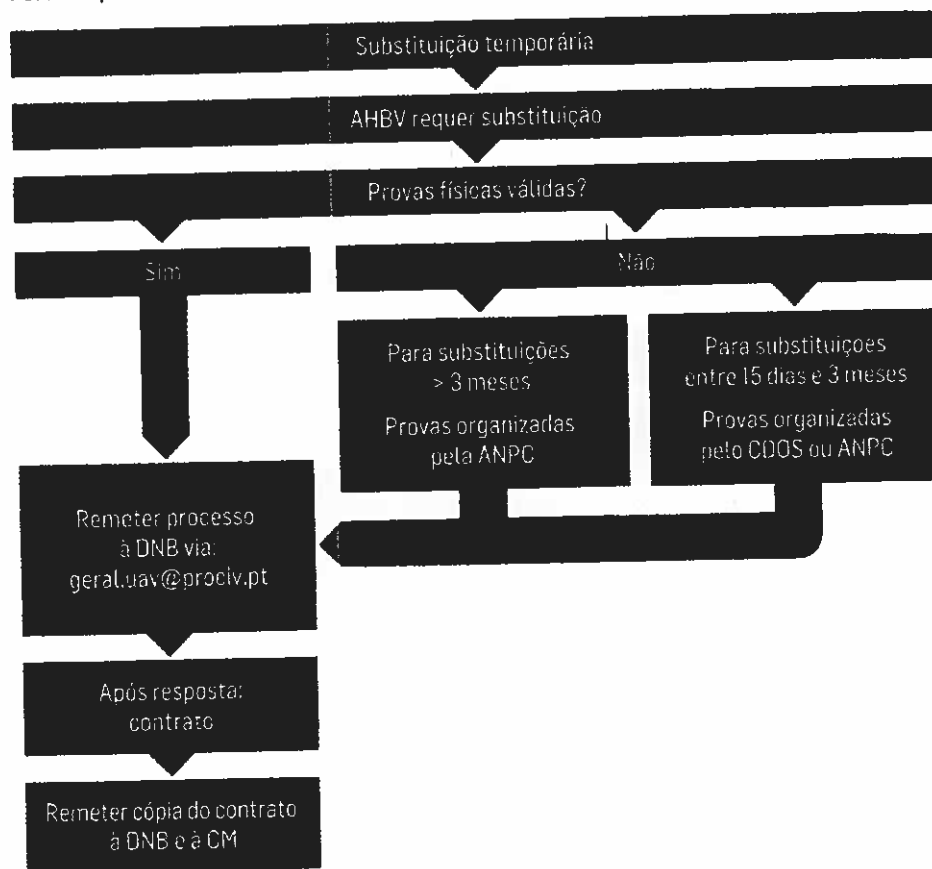 Substituição temporária
AHBV requer substituição
Provas físicas válidas?
Sim
Não
Para substituições
> 3 meses
Provas organizadas
pela ANPC
Para substituições
entre 15 dias e 3 meses
Provas organizadas
pelo CDOS ou ANPC
Remeter processo
à DNB via:
geral.uav@prociv.pt
Após resposta:
contrato
Remeter cópia do contrato
à DNB e à CM